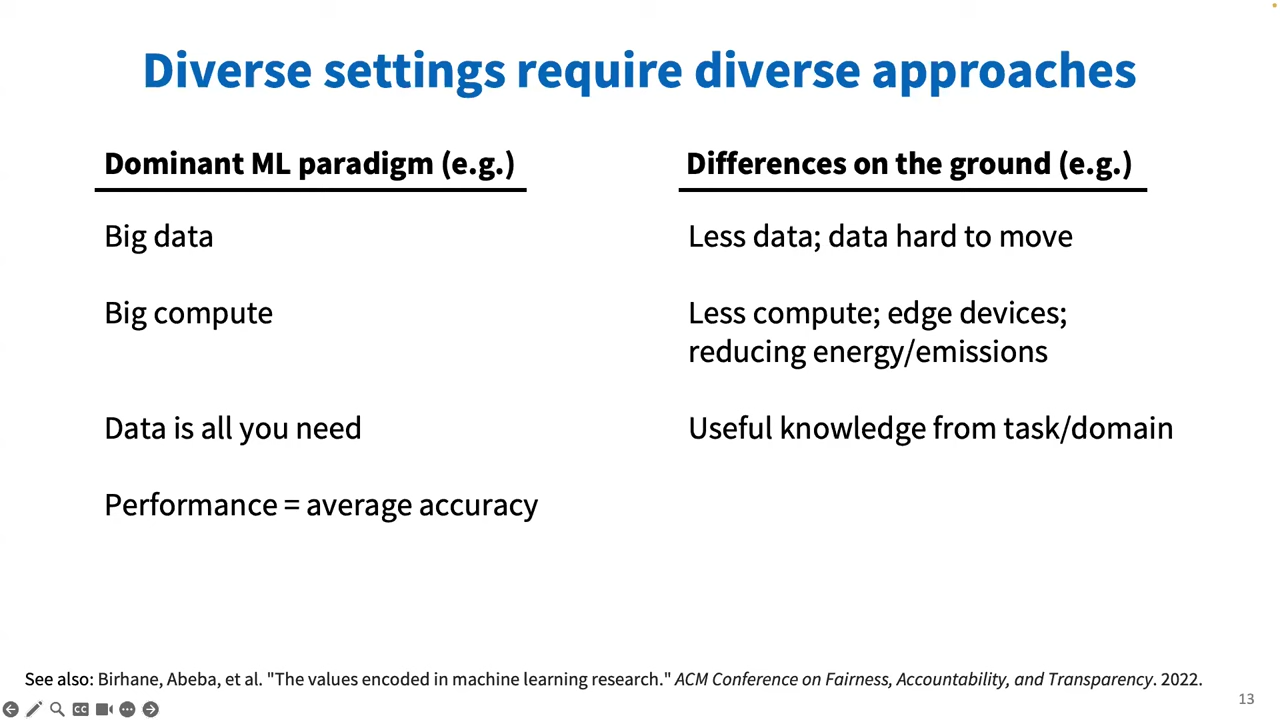 Diverse settings require diverse approaches
Dominant ML paradigm (e.g.)
Differences on the ground (e.g.)
Big data
Less data; data hard to move
Big compute
Less compute; edge devices;
reducing energy/emissions
Data is all you need
Useful knowledge from task/domain
Performance = average accuracy
See also: Birhane, Abeba, et al. "The values encoded in machine learning research." ACM Conference on Fairness, Accountability, and Transparency. 2022.
CC
13